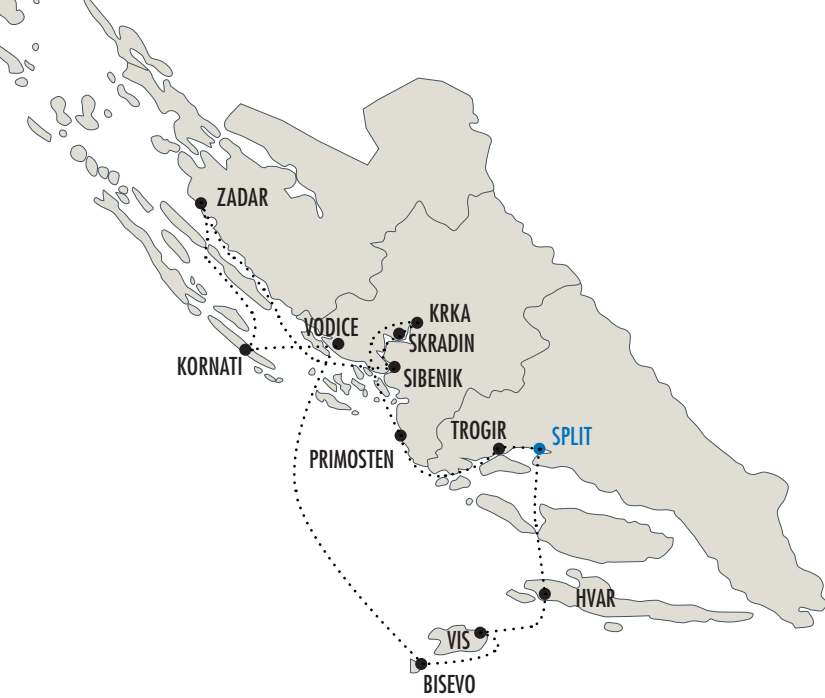 ZADAR
KRKA
VODICE
SKRADIN
KORNATI
SIBENIK
TROGIR
SPLIT
PRIMOSTEN
HVAR
VIS
BISEVO